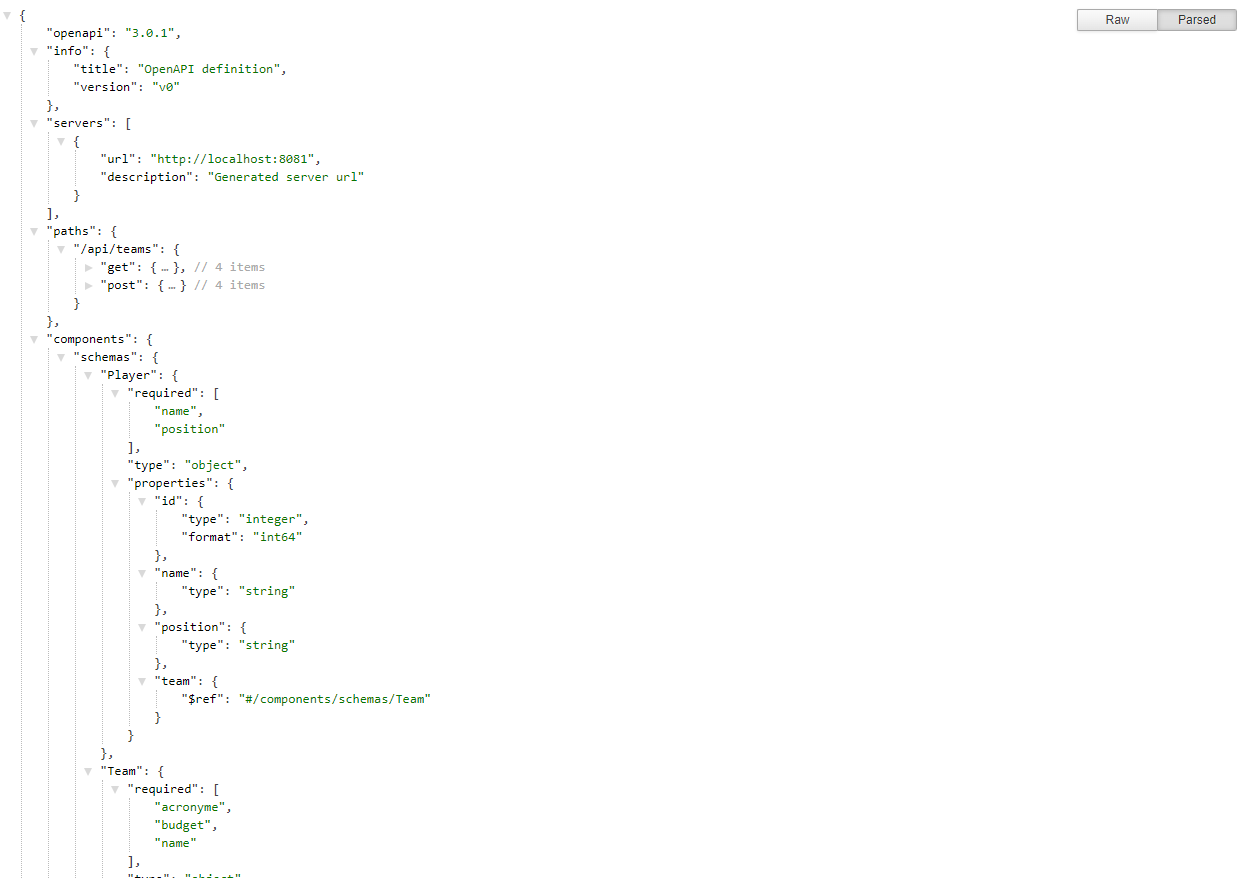 {
"openapi": "3.0.1",
"info": {
"title": "OpenAPI definition",
"version": "v0"
},
"servers": [
{
"url": "http://localhost:8081",
"description": "Generated server url"
}
],
"paths": {
"/api/teams": {
"get": { … }, // 4 items
"post": { … } // 4 items
}
},
"components": {
"schemas": {
"Player": {
"required": [
"name",
"position"
],
"type": "object",
"properties": {
"id": {
"type": "integer",
"format": "int64"
},
"name": {
"type": "string"
},
"position": {
"type": "string"
},
"team": {
"$ref": "#/components/schemas/Team"
}
}
},
"Team": {
"required": [
"acronyme",
"budget",
"name"
],
"type": "object",
Raw
Parsed